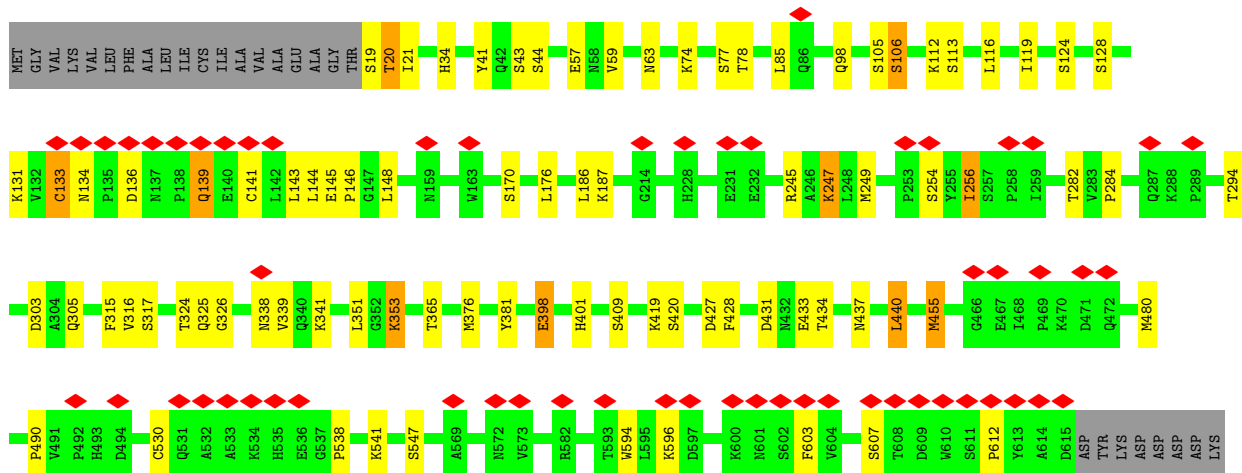 MET GLY VAL LYS VAL LEU PHE ALA LEU ILE CYS ILE ALA VAL ALA GLU ALA GLY THR S19 T20 I21 H34 Y41 Q42 S43 S44 E57 N58 V59 N63 K74 S77 T78 L85 Q86 Q98 S105 S106 K112 S113 L116 I119 S124 S128
K131 V132 C133 N134 P135 D136 N137 P138 Q139 E140 C141 L142 L143 L144 E145 P146 G147 L148 N159 W163 S170 L176 L186 K187 G214 H228 E231 E232 R245 A246 K247 L248 M249 P253 S254 Y255 I256 S257 P258 I259 T282 V283 P284 Q287 K288 P289 T294
D303 A304 Q305 F315 V316 S317 T324 Q325 G326 N338 V339 Q340 K341 L351 G352 K353 T365 M376 Y381 E398 H401 S409 K419 S420 D427 F428 D431 N432 E433 T434 N437 L440 M455 G466 E467 I468 P469 K470 D471 Q472 M480
P490 V491 P492 H493 D494 C530 Q531 A532 A533 K534 H535 E536 G537 P538 K541 S547 A569 N572 V573 R582 T593 W594 L595 K596 D597 K600 N601 S602 F603 V604 S607 T608 D609 W610 S611 P612 Y613 A614 D615 ASP TYR LYS ASP ASP ASP ASP LYS